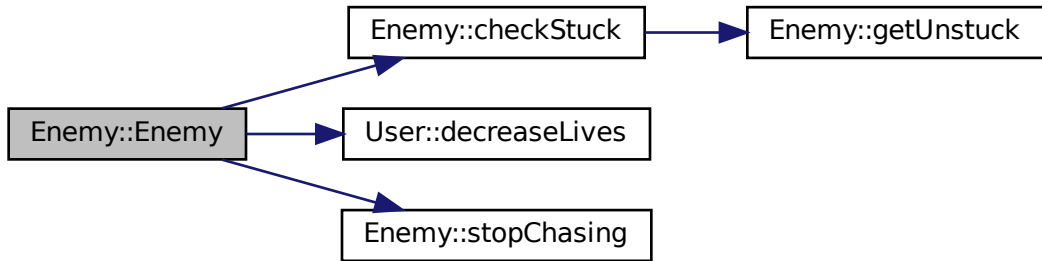 Enemy::checkStuck
Enemy::getUnstuck
Enemy::Enemy
User::decreaseLives
Enemy::stopChasing